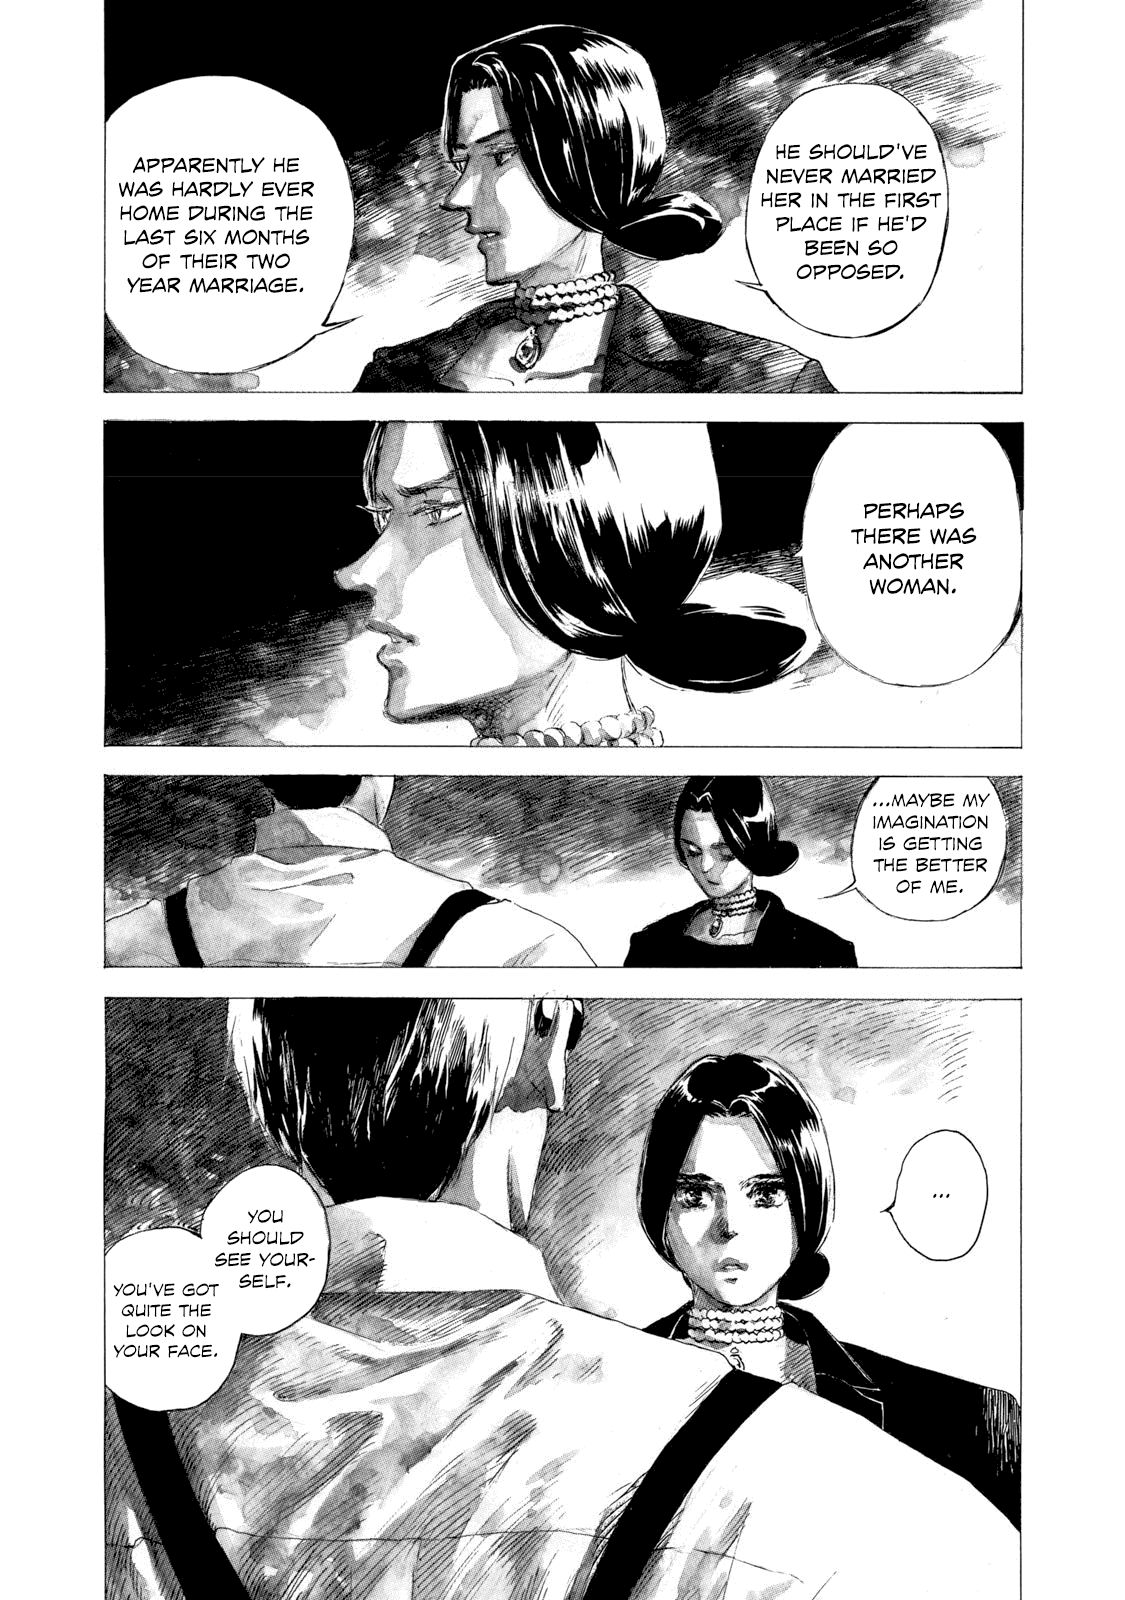 HE SHOULD'VE
NEVER MARRIED
HER IN THE FIRST
PLACE IF HE'D
BEEN SO
OPPOSED.
APPARENTLY HE
WAS HARDLY EVER
HOME DURING THE
LAST SIX MONTHS
OF THEIR TWO
YEAR MARRIAGE.
PERHAPS
THERE WAS
ANOTHER
WOMAN.
...MAYBE MY
IMAGINATION
IS GETTING
THE BETTER
OF ME.
...
YOU
SHOULD
SEE YOUR-
SELF.
YOU'VE GOT
QUITE THE
LOOK ON
YOUR FACE.